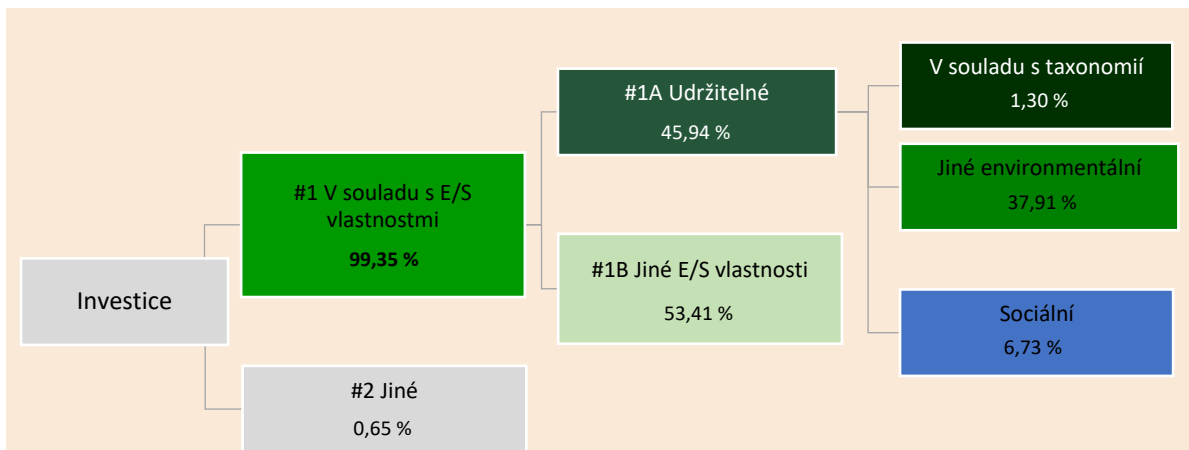 Investice
#1 V souladu s E/S
vlastnostmi
99,35 %
#2 Jiné
0,65 %
#1A Udržitelné
45,94 %
#1B Jiné E/S vlastnosti
53,41 %
V souladu s taxonomií
1,30 %
Jiné environmentální
37,91 %
Sociální
6,73 %